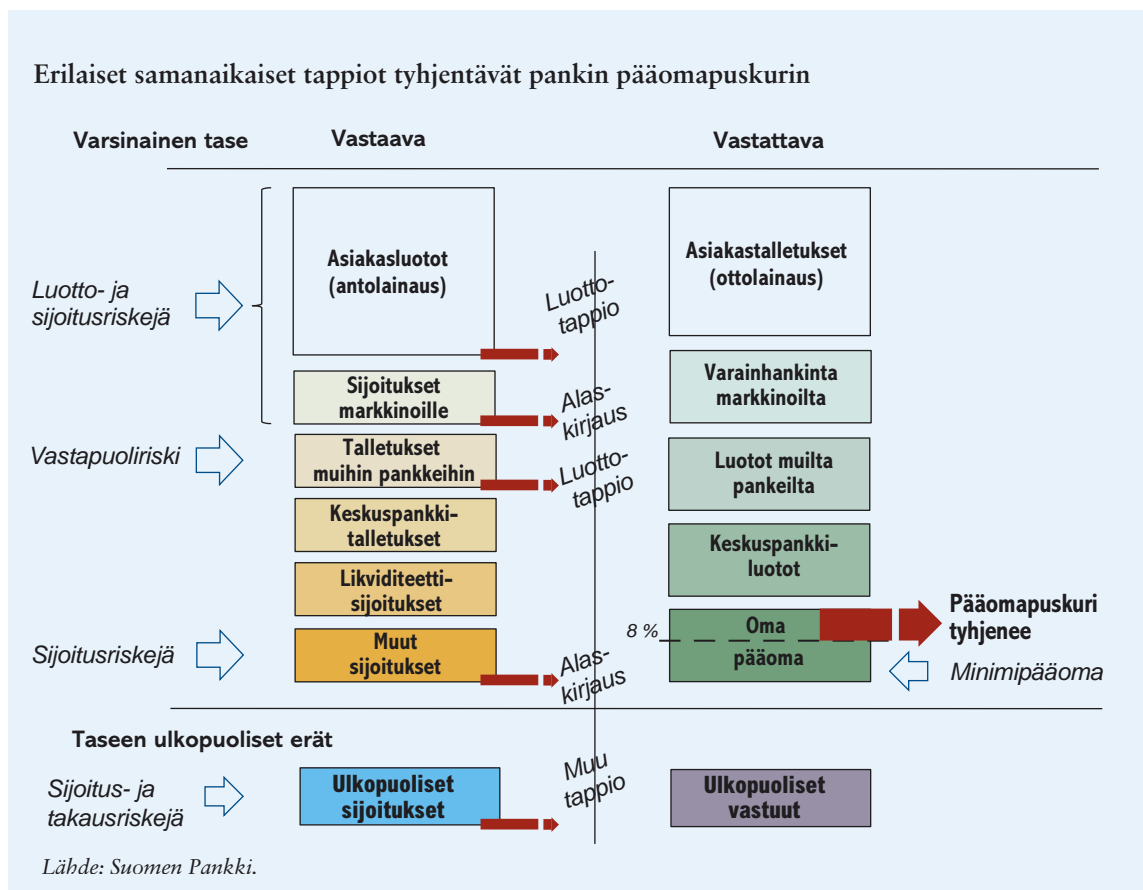 Erilaiset samanaikaiset tappiot tyhjentävät pankin pääomapuskurin
Varsinainen tase
Vastaava
Vastattava
Luotto- ja
sijoitusriskejä
Asiakasluotot
(antolainaus)
Luotto-
tappio
Asiakastalletukset
(ottolainaus)
Sijoitukset
markkinoille
Alas-
kirjaus
Varainhankinta
markkinoilta
Vastapuoliriski
Talletukset
muihin pankkeihin
Luotto-
tappio
Luotot muilta
pankeilta
Keskuspankki-
talletukset
Keskuspankki-
luotot
Likviditeetti-
sijoitukset
Sijoitusriskejä
Muut
sijoitukset
Alas-
kirjaus
8 %
Oma
pääoma
Pääomapuskuri
tyhjenee
Minimipääoma
Taseen ulkopuoliset erät
Sijoitus- ja
takausriskejä
Ulkopuoliset
sijoitukset
Muu
tappio
Ulkopuoliset
vastuut
Lähde: Suomen Pankki.